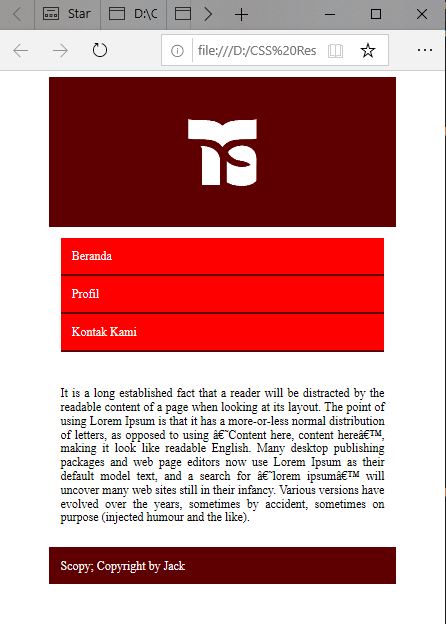 Star
D:\C
file:///D:/CSS%20Res
Beranda
Profil
Kontak Kami
It is a long established fact that a reader will be distracted by the
readable content of a page when looking at its layout. The point of
using Lorem Ipsum is that it has a more-or-less normal distribution
of letters, as opposed to using â€˜Content here, content hereâ€™,
making it look like readable English. Many desktop publishing
packages and web page editors now use Lorem Ipsum as their
default model text, and a search for â€˜lorem ipsumâ€™ will
uncover many web sites still in their infancy. Various versions have
evolved over the years, sometimes by accident, sometimes on
purpose (injected humour and the like).
Scopy; Copyright by Jack